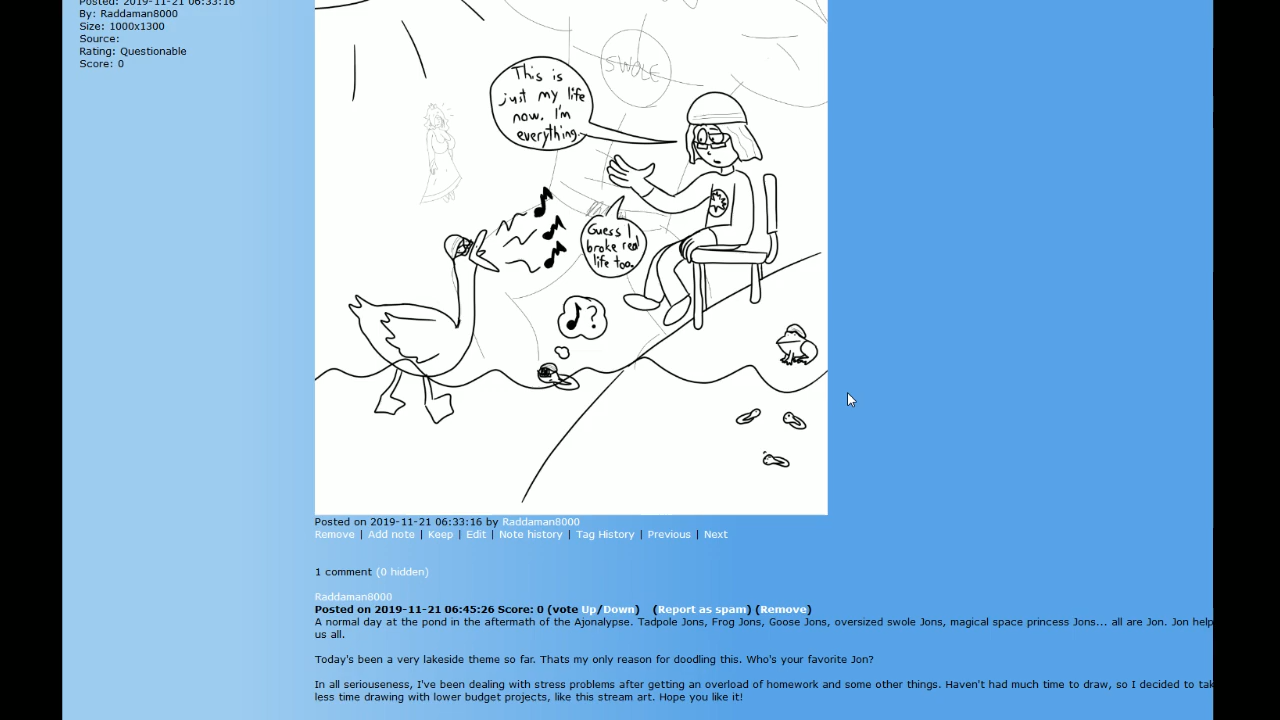 Posted: 2019-11-21 06:33:16
By: Raddaman8000
Size: 1000x1300
Source:
Rating: Questionable
Score: 0
SWOLE
This is
just my life
now. I'm
everything.
Guess I
broke real
life too.
?
Posted on 2019-11-21 06:33:16 by Raddaman8000
Remove | Add note | Keep | Edit | Note history | Tag History | Previous | Next
1 comment (0 hidden)
Raddaman8000
Posted on 2019-11-21 06:45:26 Score: 0 (vote Up/Down) (Report as spam) (Remove)
A normal day at the pond in the aftermath of the Ajonalypse. Tadpole Jons, Frog Jons, Goose Jons, oversized swole Jons, magical space princess Jons... all are Jon. Jon help
us all.
Today's been a very lakeside theme so far. Thats my only reason for doodling this. Who's your favorite Jon?
In all seriouseness, I've been dealing with stress problems after getting an overload of homework and some other things. Haven't had much time to draw, so I decided to tak
less time drawing with lower budget projects, like this stream art. Hope you like it!